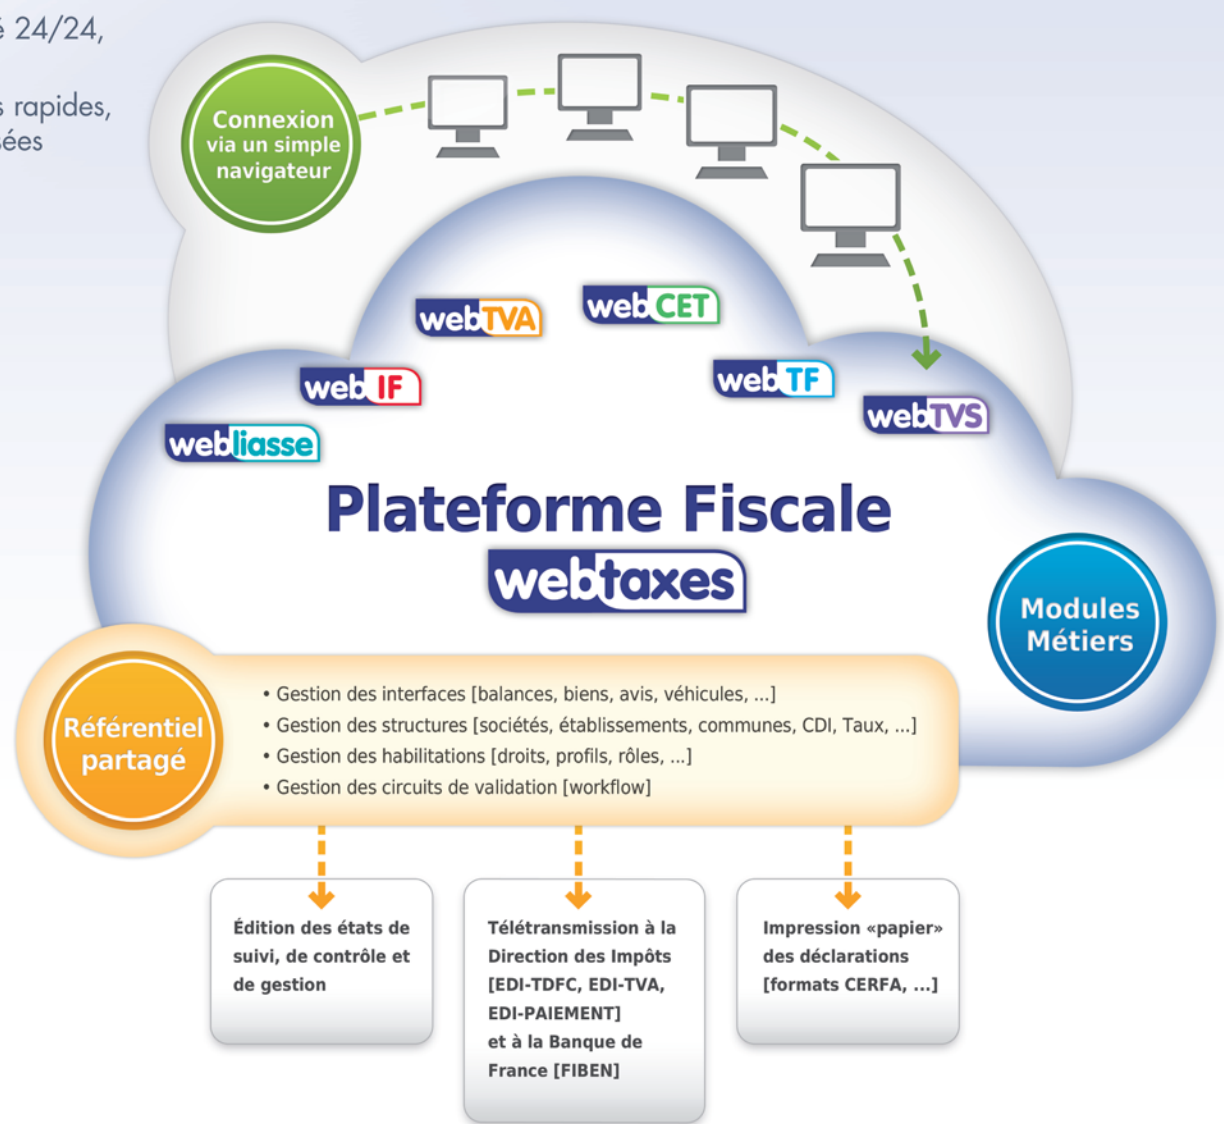 é 24/24,
s rapides,
sées
Connexion
via un simple
navigateur
webTVA
webCET
webIF
webTF
webliasse
webTVS
Plateforme Fiscale
webtaxes
Modules
Métiers
Référentiel
partagé
• Gestion des interfaces [balances, biens, avis, véhicules, ...]
• Gestion des structures [sociétés, établissements, communes, CDI, Taux, ...]
• Gestion des habilitations [droits, profils, rôles, ...]
• Gestion des circuits de validation [workflow]
Édition des états de
suivi, de contrôle et
de gestion
Télétransmission à la
Direction des Impôts
[EDI-TDFC, EDI-TVA,
EDI-PAIEMENT]
et à la Banque de
France [FIBEN]
Impression «papier»
des déclarations
[formats CERFA, ...]